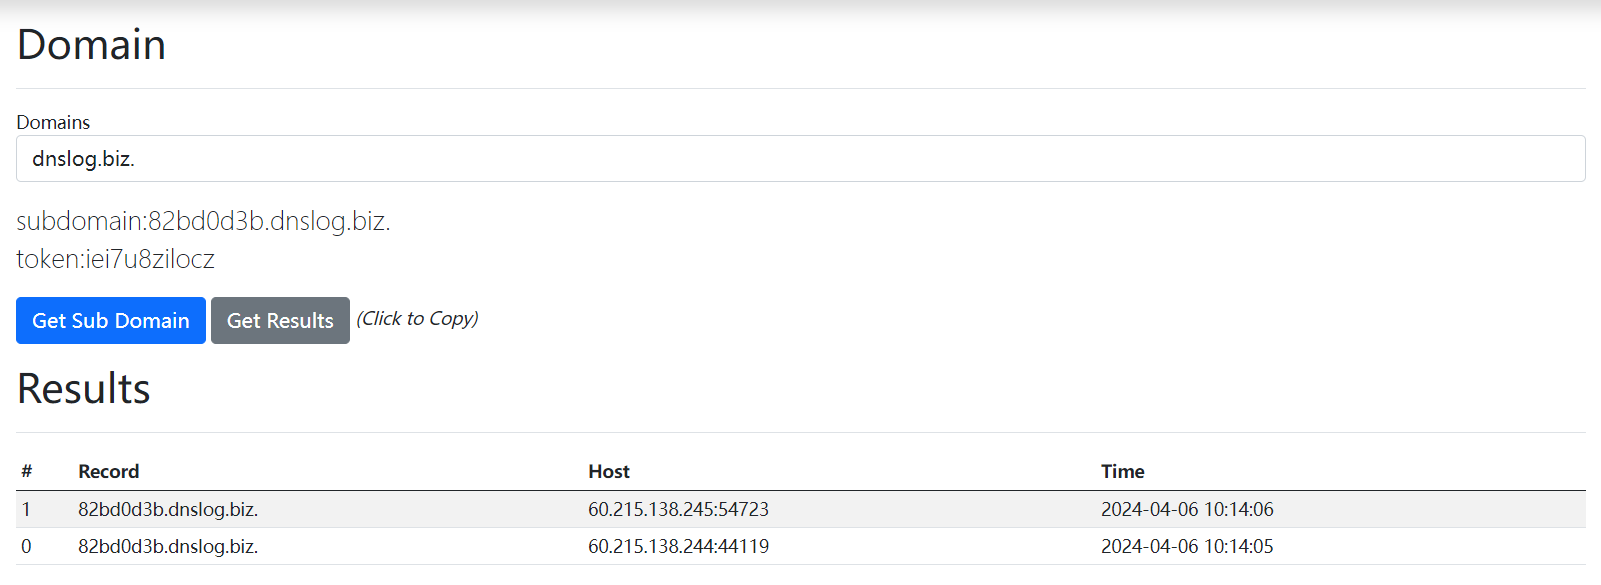 Domain
Domains
dnslog.biz.
subdomain:82bd0d3b.dnslog.biz.
token:iei7u8zilocz
Get Sub Domain Get Results (Click to Copy)
Results
# Record Host Time
1 82bd0d3b.dnslog.biz. 60.215.138.245:54723 2024-04-06 10:14:06
0 82bd0d3b.dnslog.biz. 60.215.138.244:44119 2024-04-06 10:14:05